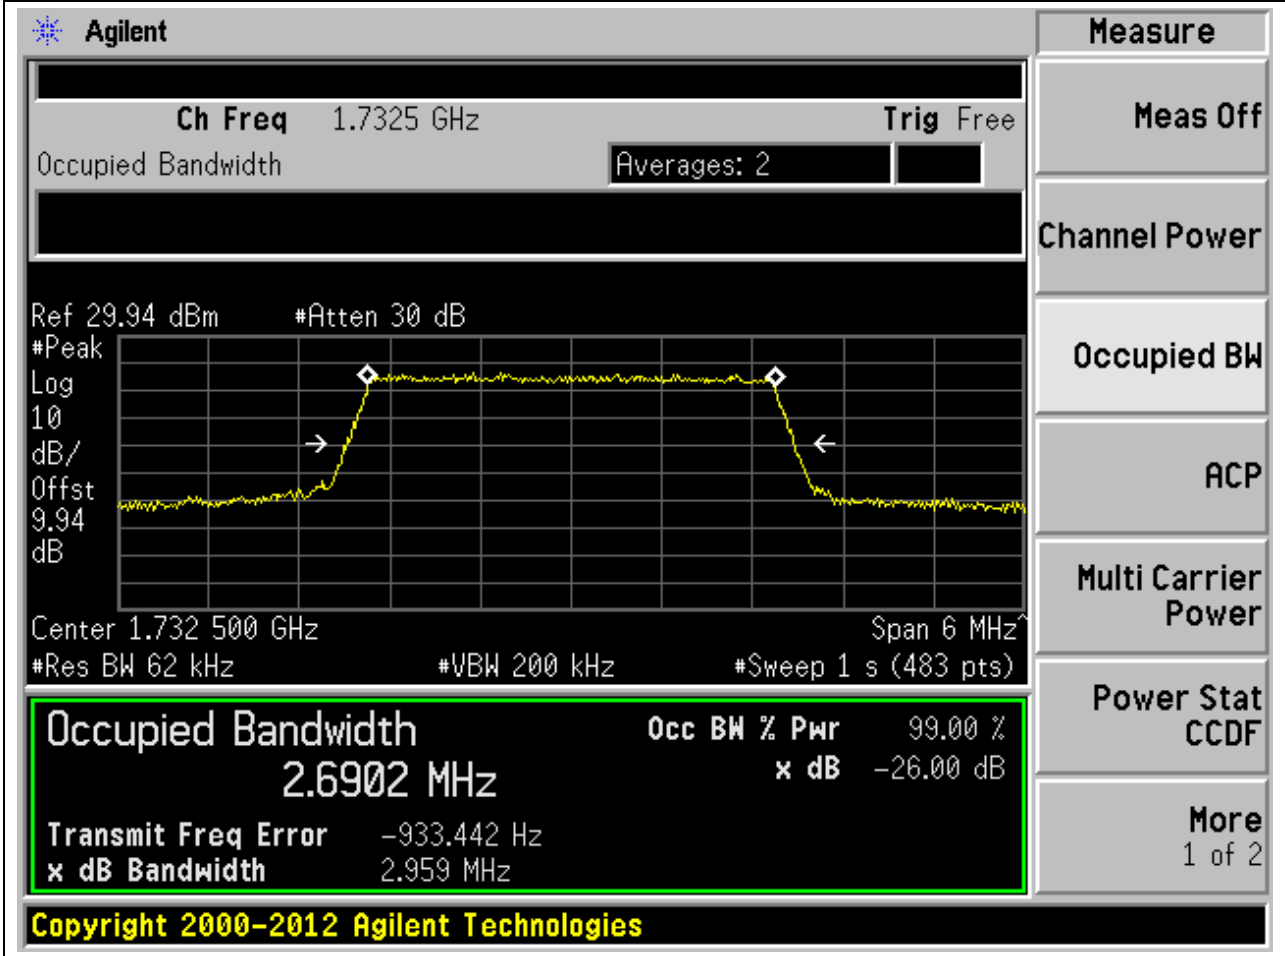 Agilent
Measure
Ch Freq 1.7325 GHz Trig Free
Occupied Bandwidth Averages: 2
Ref 29.94 dBm #Atten 30 dB
#Peak
Log
10
dB/
Offst
9.94
dB
Center 1.732 500 GHz Span 6 MHz^
#Res BW 62 kHz #VBW 200 kHz #Sweep 1 s (483 pts)
Occupied Bandwidth Occ BW % Pwr 99.00 %
2.6902 MHz x dB -26.00 dB
Transmit Freq Error -933.442 Hz
x dB Bandwidth 2.959 MHz
Meas Off
Channel Power
Occupied BW
ACP
Multi Carrier
Power
Power Stat
CCDF
More
1 of 2
Copyright 2000-2012 Agilent Technologies